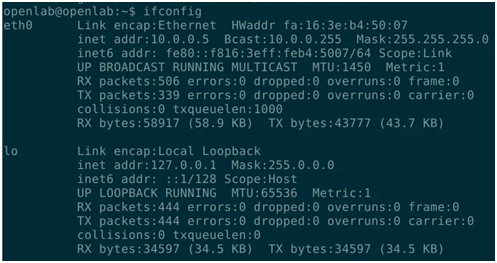 openlab@openlab:~$ ifconfig
eth0      Link encap:Ethernet  HWaddr fa:16:3e:b4:50:07
          inet addr:10.0.0.5  Bcast:10.0.0.255  Mask:255.255.255.0
          inet6 addr: fe80::f816:3eff:feb4:5007/64 Scope:Link
          UP BROADCAST RUNNING MULTICAST  MTU:1450  Metric:1
          RX packets:506 errors:0 dropped:0 overruns:0 frame:0
          TX packets:339 errors:0 dropped:0 overruns:0 carrier:0
          collisions:0 txqueuelen:1000
          RX bytes:58917 (58.9 KB)  TX bytes:43777 (43.7 KB)
lo        Link encap:Local Loopback
          inet addr:127.0.0.1  Mask:255.0.0.0
          inet6 addr: ::1/128 Scope:Host
          UP LOOPBACK RUNNING  MTU:65536  Metric:1
          RX packets:444 errors:0 dropped:0 overruns:0 frame:0
          TX packets:444 errors:0 dropped:0 overruns:0 carrier:0
          collisions:0 txqueuelen:0
          RX bytes:34597 (34.5 KB)  TX bytes:34597 (34.5 KB)